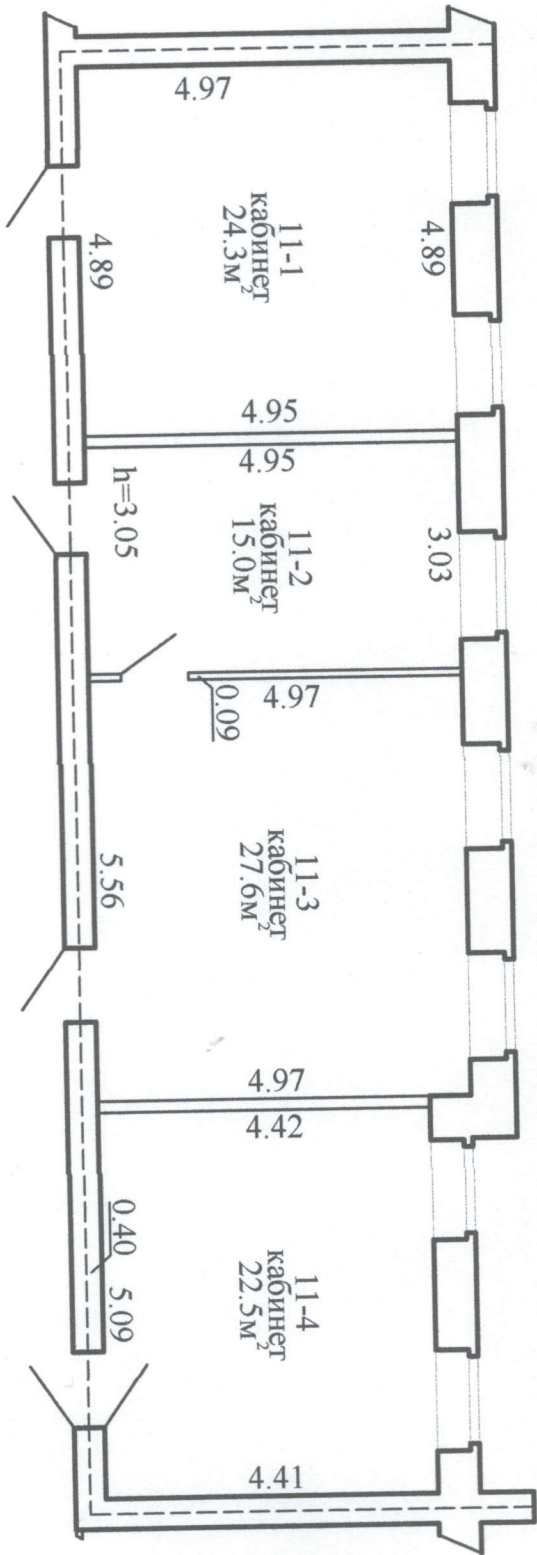 4.97
11-1
кабинет
24.3м²
4.89
4.89
4.95
4.95
h=3.05
11-2
кабинет
15.0м²
3.03
4.97
0.09
11-3
кабинет
27.6м²
5.56
4.97
4.42
0.40
5.09
11-4
кабинет
22.5м²
4.41